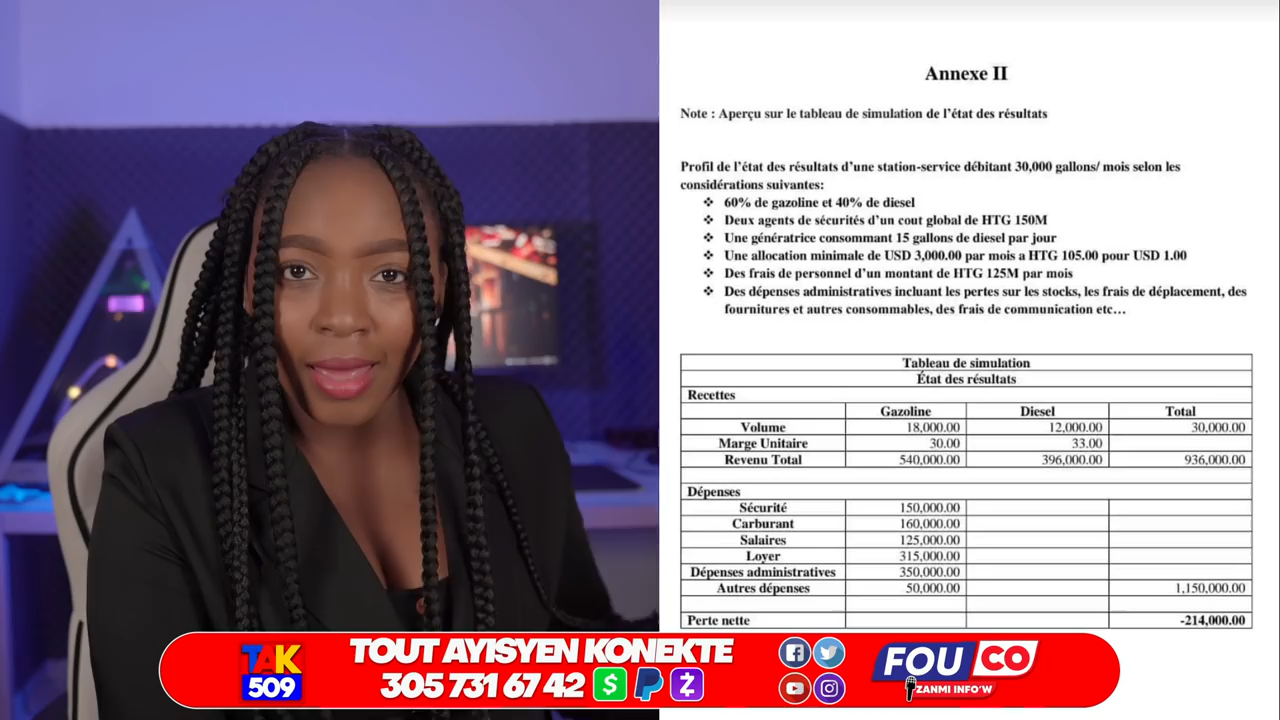 Annexe II
Note : Aperçu sur le tableau de simulation de l'état des résultats
Profil de l'état des résultats d'une station-service débitant 30,000 gallons/ mois selon les
considérations suivantes:
❖ 60% de gazoline et 40% de diesel
❖ Deux agents de sécurités d'un cout global de HTG 150M
❖ Une génératrice consommant 15 gallons de diesel par jour
❖ Une allocation minimale de USD 3,000.00 par mois a HTG 105.00 pour USD 1.00
❖ Des frais de personnel d'un montant de HTG 125M par mois
❖ Des dépenses administratives incluant les pertes sur les stocks, les frais de déplacement, des
fournitures et autres consommables, des frais de communication etc…
Tableau de simulation
État des résultats
Recettes
Gazoline Diesel Total
Volume 18,000.00 12,000.00 30,000.00
Marge Unitaire 30.00 33.00
Revenu Total 540,000.00 396,000.00 936,000.00
Dépenses
Sécurité 150,000.00
Carburant 160,000.00
Salaires 125,000.00
Loyer 315,000.00
Dépenses administratives 350,000.00
Autres dépenses 50,000.00 1,150,000.00
Perte nette -214,000.00
TAK
509
TOUT AYISYEN KONEKTE
305 731 67 42
FOUCO
ZANMI INFO'W